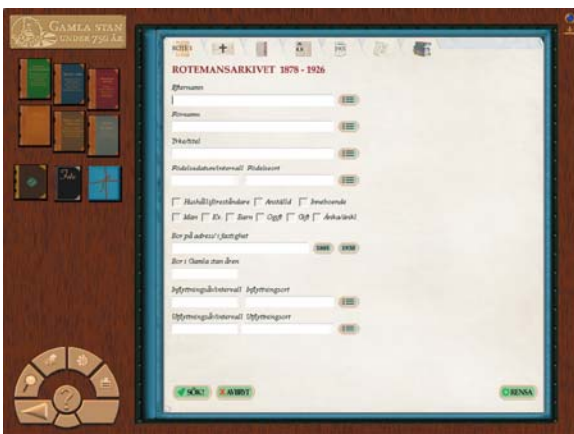 GAMLA STAN
UNDER 750 ÅR
ROTEMANSARKIVET 1878 - 1926
Efternamn
Förnamn
Yrke/titel
Födelsedatum/intervall Födelseort
Hushållsföreståndare Anställd Inneboende
Man Kv. Barn Ogift Gift Änka/änkl
Bor på adress/i fastighet
1885 1938
Bor i Gamla stan åren
Inflyttningsår/intervall Inflyttningsort
Utflyttningsår/intervall Utflyttningsort
SÖK! AVBRYT RENSA